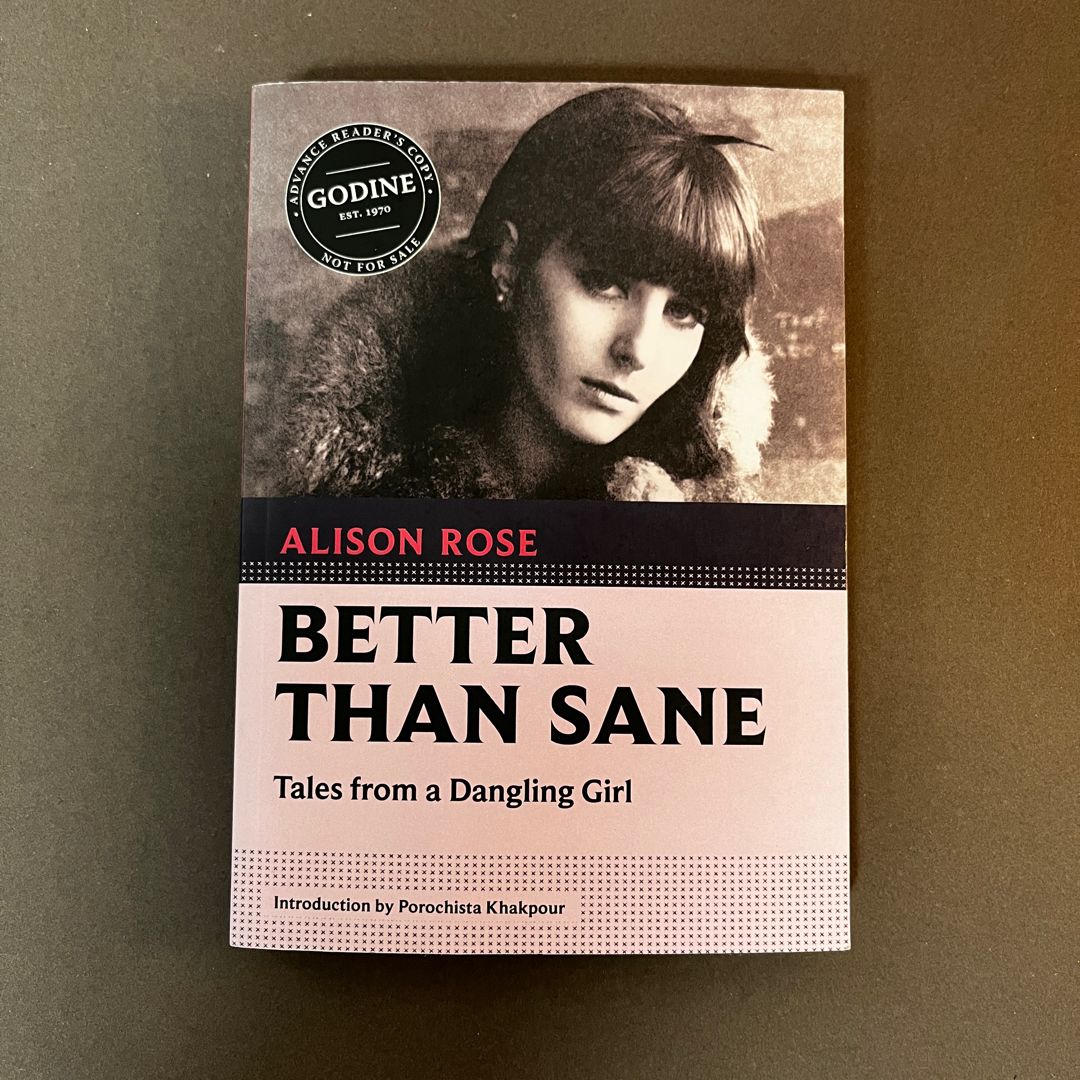 • ADVANCE READER'S COPY •
GODINE
EST. 1970
NOT FOR SALE
ALISON ROSE
BETTER
THAN SANE
Tales from a Dangling Girl
Introduction by Porochista Khakpour